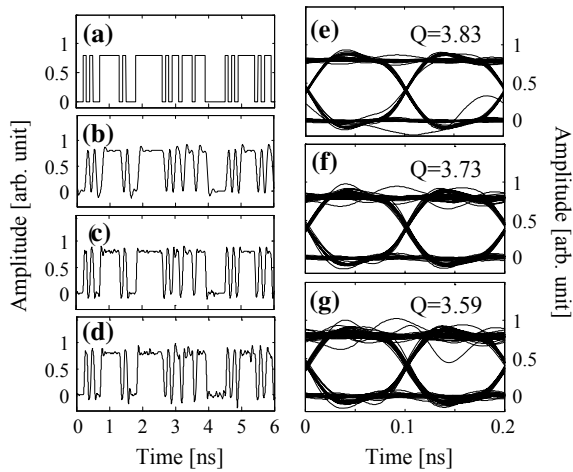 (a)
1
0.5
0
(b)
1
0.5
0
(c)
1
0.5
0
(d)
1
0.5
0
0 1 2 3 4 5 6
Time [ns]
Amplitude [arb. unit]
(e) Q=3.83
1
0.5
0
(f) Q=3.73
1
0.5
0
(g) Q=3.59
1
0.5
0
0 0.1 0.2
Time [ns]
Amplitude [arb. unit]